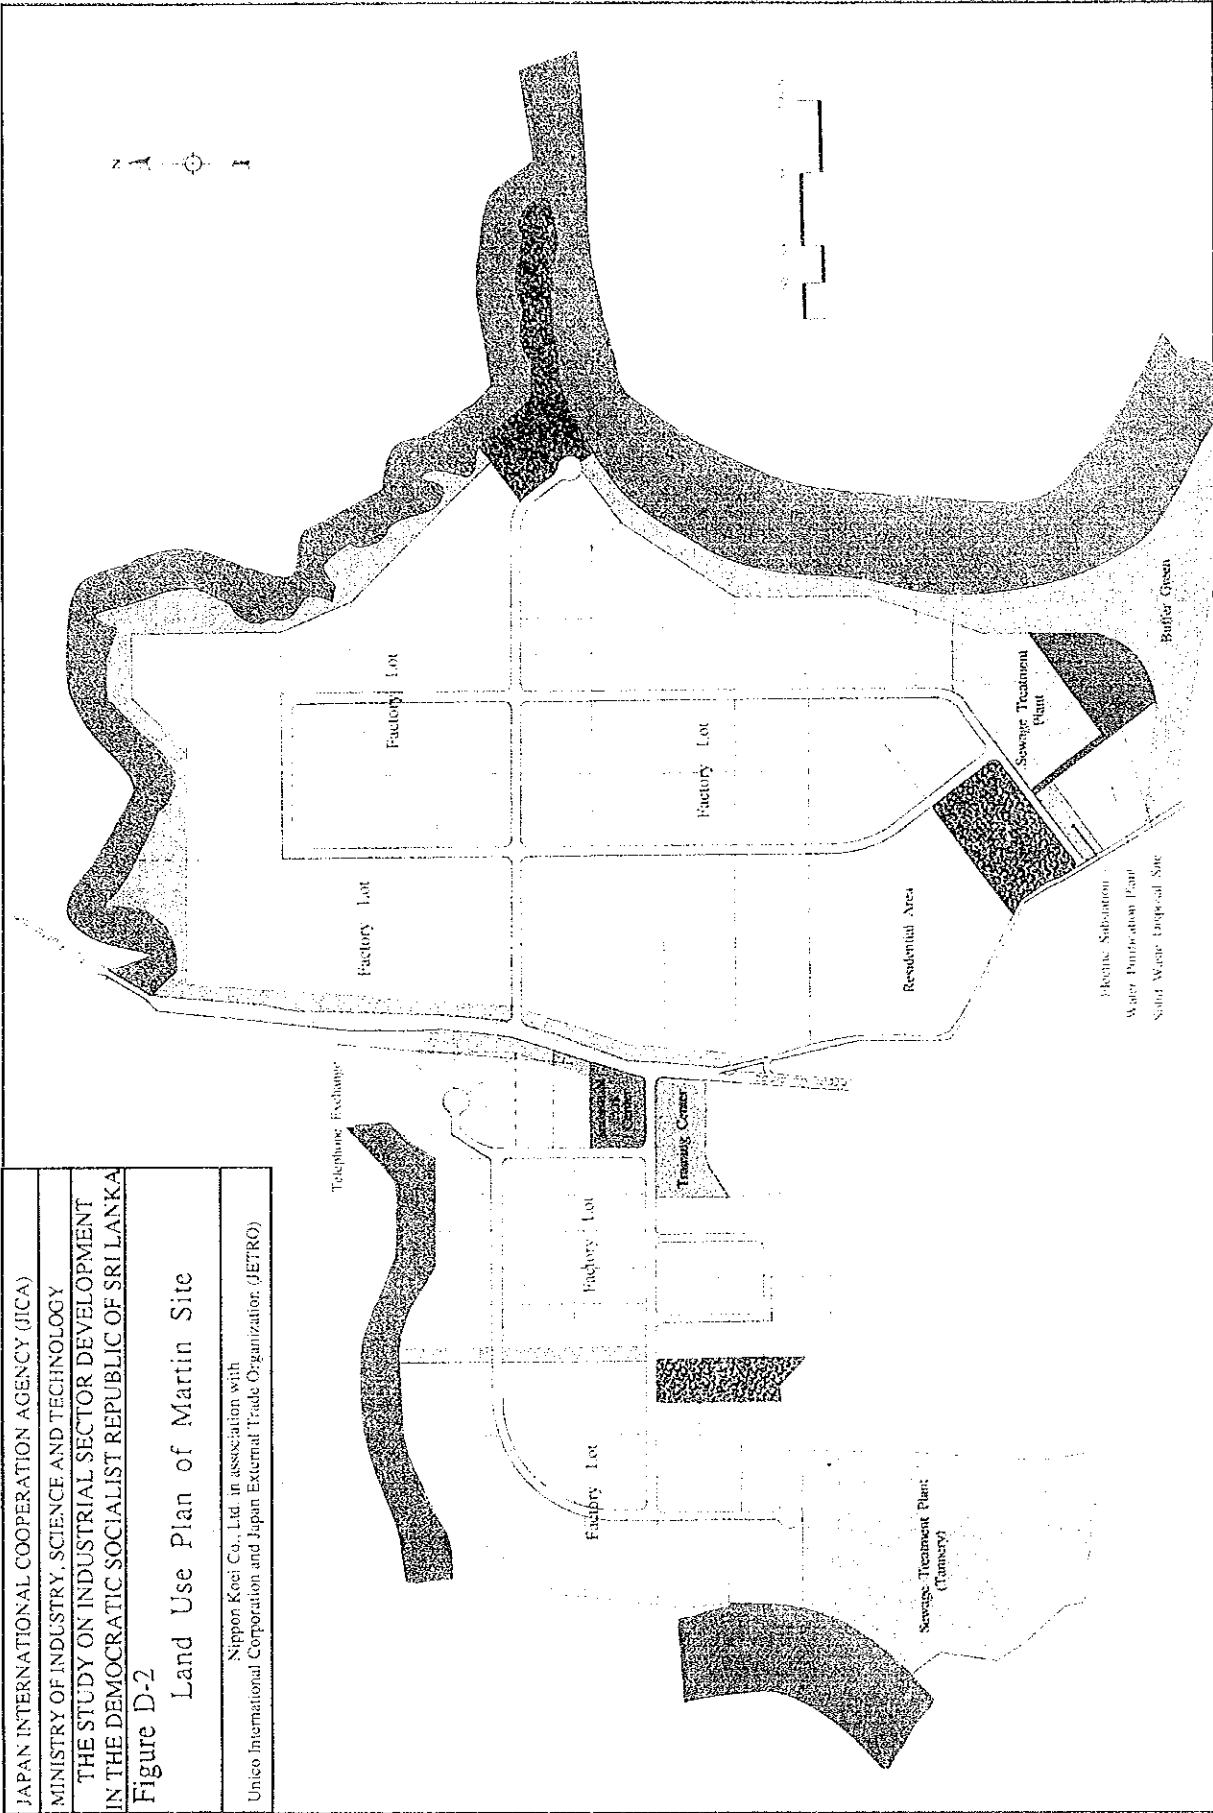 JAPAN INTERNATIONAL COOPERATION AGENCY (JICA)
MINISTRY OF INDUSTRY, SCIENCE AND TECHNOLOGY
THE STUDY ON INDUSTRIAL SECTOR DEVELOPMENT
IN THE DEMOCRATIC SOCIALIST REPUBLIC OF SRI LANKA
Figure D-2
Land Use Plan of Martin Site
Nippon Koei Co., Ltd. in association with
Unico International Corporation and Japan External Trade Organization (JETRO)
N
Telephone Exchange
Factory Lot
Factory Lot
Factory Lot
Factory Lot
Factory Lot
Center
Training Center
Residential Area
Sewage Treatment
Plant
Buffer Green
Electric Substation
Water Purification Plant
Solid Waste Disposal Site
Sewage Treatment Plant
(Tannery)